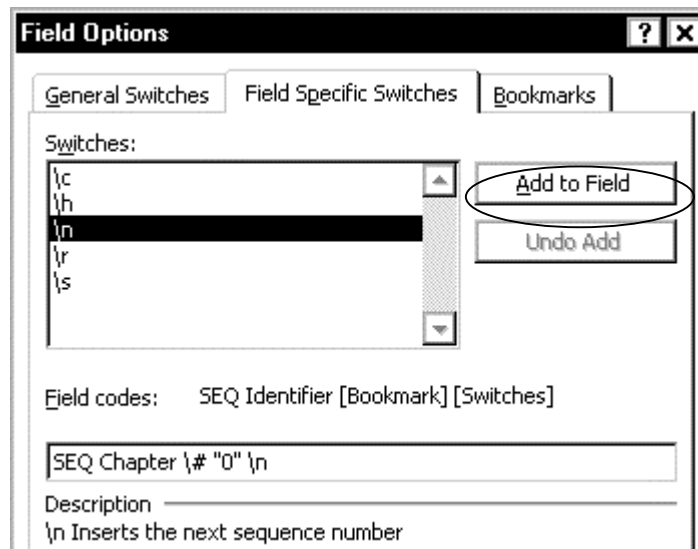 Field Options ? X
General Switches Field Specific Switches Bookmarks
Switches:
\c
\h
\n
\r
\s
Add to Field
Undo Add
Field codes: SEQ Identifier [Bookmark] [Switches]
SEQ Chapter \# "0" \n
Description
\n Inserts the next sequence number